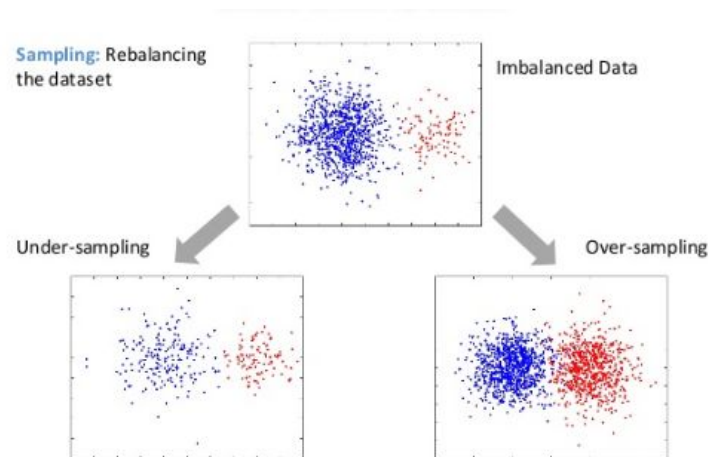 Sampling: Rebalancing
the dataset
Imbalanced Data
Under-sampling
Over-sampling